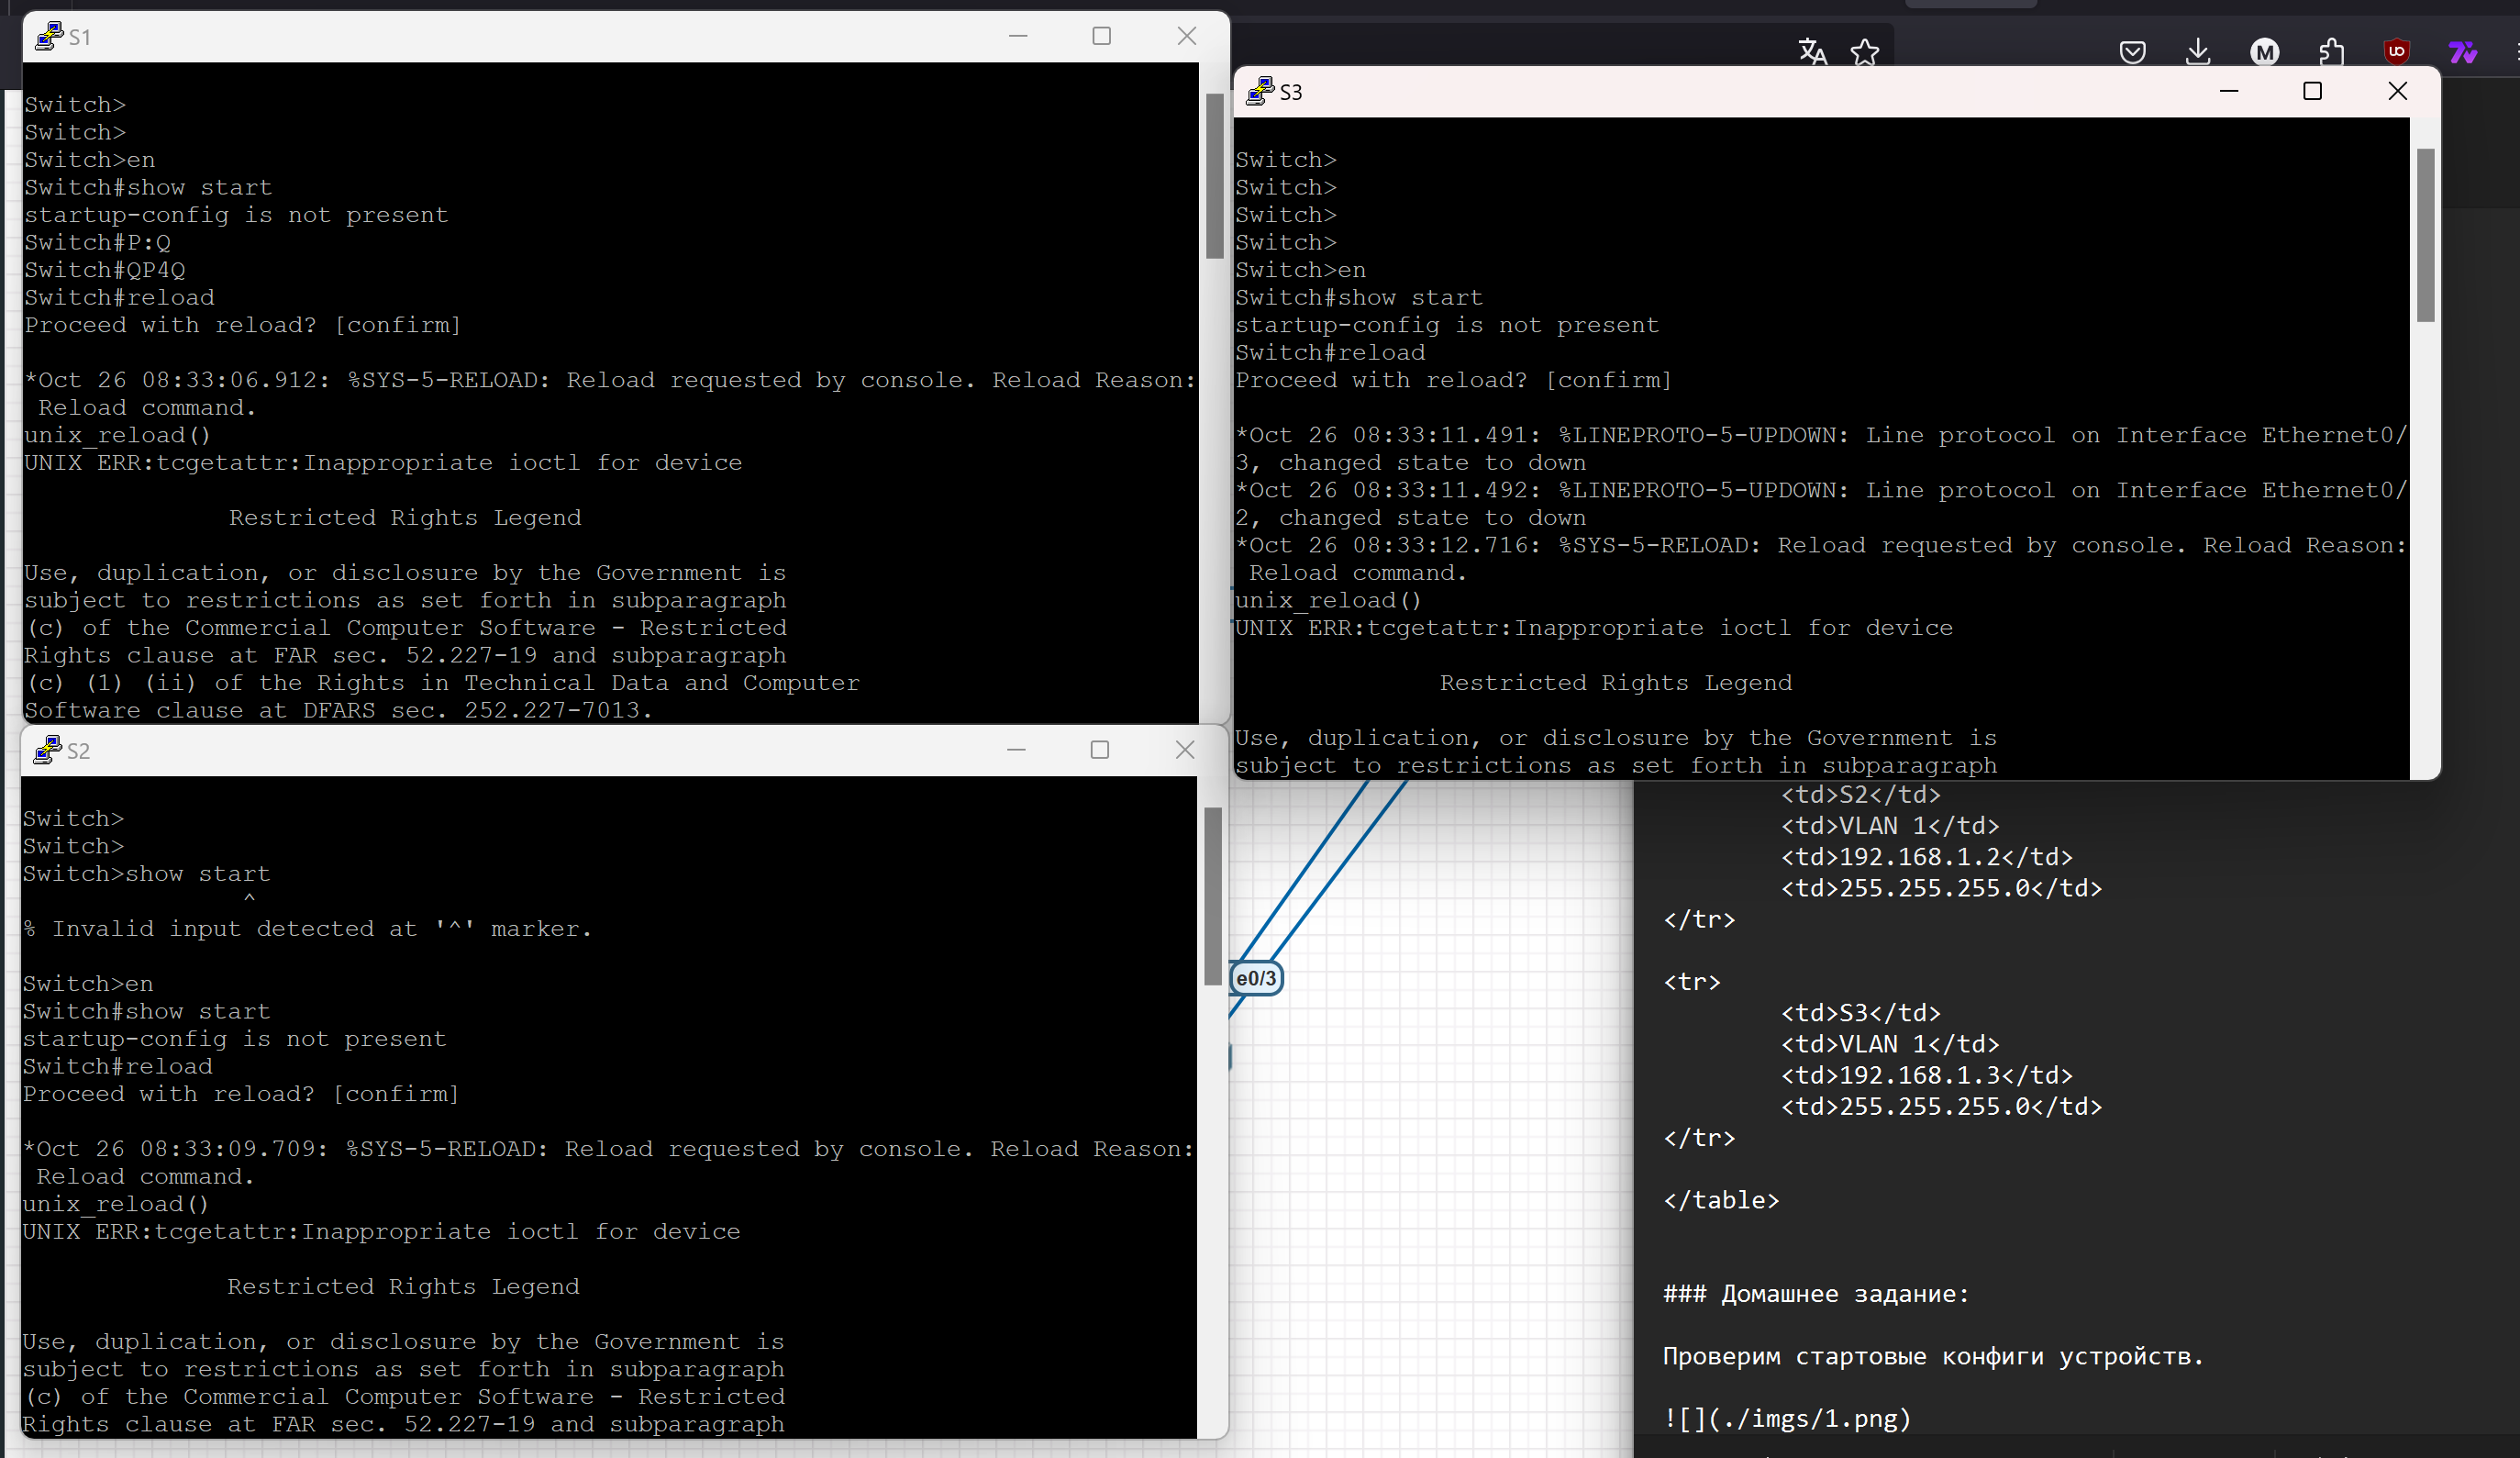 S1
Switch>
Switch>
Switch>en
Switch#show start
startup-config is not present
Switch#P:Q
Switch#QP4Q
Switch#reload
Proceed with reload? [confirm]
*Oct 26 08:33:06.912: %SYS-5-RELOAD: Reload requested by console. Reload Reason:
 Reload command.
unix_reload()
UNIX ERR:tcgetattr:Inappropriate ioctl for device
Restricted Rights Legend
Use, duplication, or disclosure by the Government is
subject to restrictions as set forth in subparagraph
(c) of the Commercial Computer Software - Restricted
Rights clause at FAR sec. 52.227-19 and subparagraph
(c) (1) (ii) of the Rights in Technical Data and Computer
Software clause at DFARS sec. 252.227-7013.
S2
Switch>
Switch>
Switch>show start
^
% Invalid input detected at '^' marker.
Switch>en
Switch#show start
startup-config is not present
Switch#reload
Proceed with reload? [confirm]
*Oct 26 08:33:09.709: %SYS-5-RELOAD: Reload requested by console. Reload Reason:
 Reload command.
unix_reload()
UNIX ERR:tcgetattr:Inappropriate ioctl for device
Restricted Rights Legend
Use, duplication, or disclosure by the Government is
subject to restrictions as set forth in subparagraph
(c) of the Commercial Computer Software - Restricted
Rights clause at FAR sec. 52.227-19 and subparagraph
M
uo
S3
Switch>
Switch>
Switch>
Switch>
Switch>en
Switch#show start
startup-config is not present
Switch#reload
Proceed with reload? [confirm]
*Oct 26 08:33:11.491: %LINEPROTO-5-UPDOWN: Line protocol on Interface Ethernet0/
3, changed state to down
*Oct 26 08:33:11.492: %LINEPROTO-5-UPDOWN: Line protocol on Interface Ethernet0/
2, changed state to down
*Oct 26 08:33:12.716: %SYS-5-RELOAD: Reload requested by console. Reload Reason:
 Reload command.
unix_reload()
UNIX ERR:tcgetattr:Inappropriate ioctl for device
Restricted Rights Legend
Use, duplication, or disclosure by the Government is
subject to restrictions as set forth in subparagraph
e0/3
<td>S2</td>
<td>VLAN 1</td>
<td>192.168.1.2</td>
<td>255.255.255.0</td>
</tr>
<tr>
<td>S3</td>
<td>VLAN 1</td>
<td>192.168.1.3</td>
<td>255.255.255.0</td>
</tr>
</table>
### Домашнее задание:
Проверим стартовые конфиги устройств.
![](./imgs/1.png)